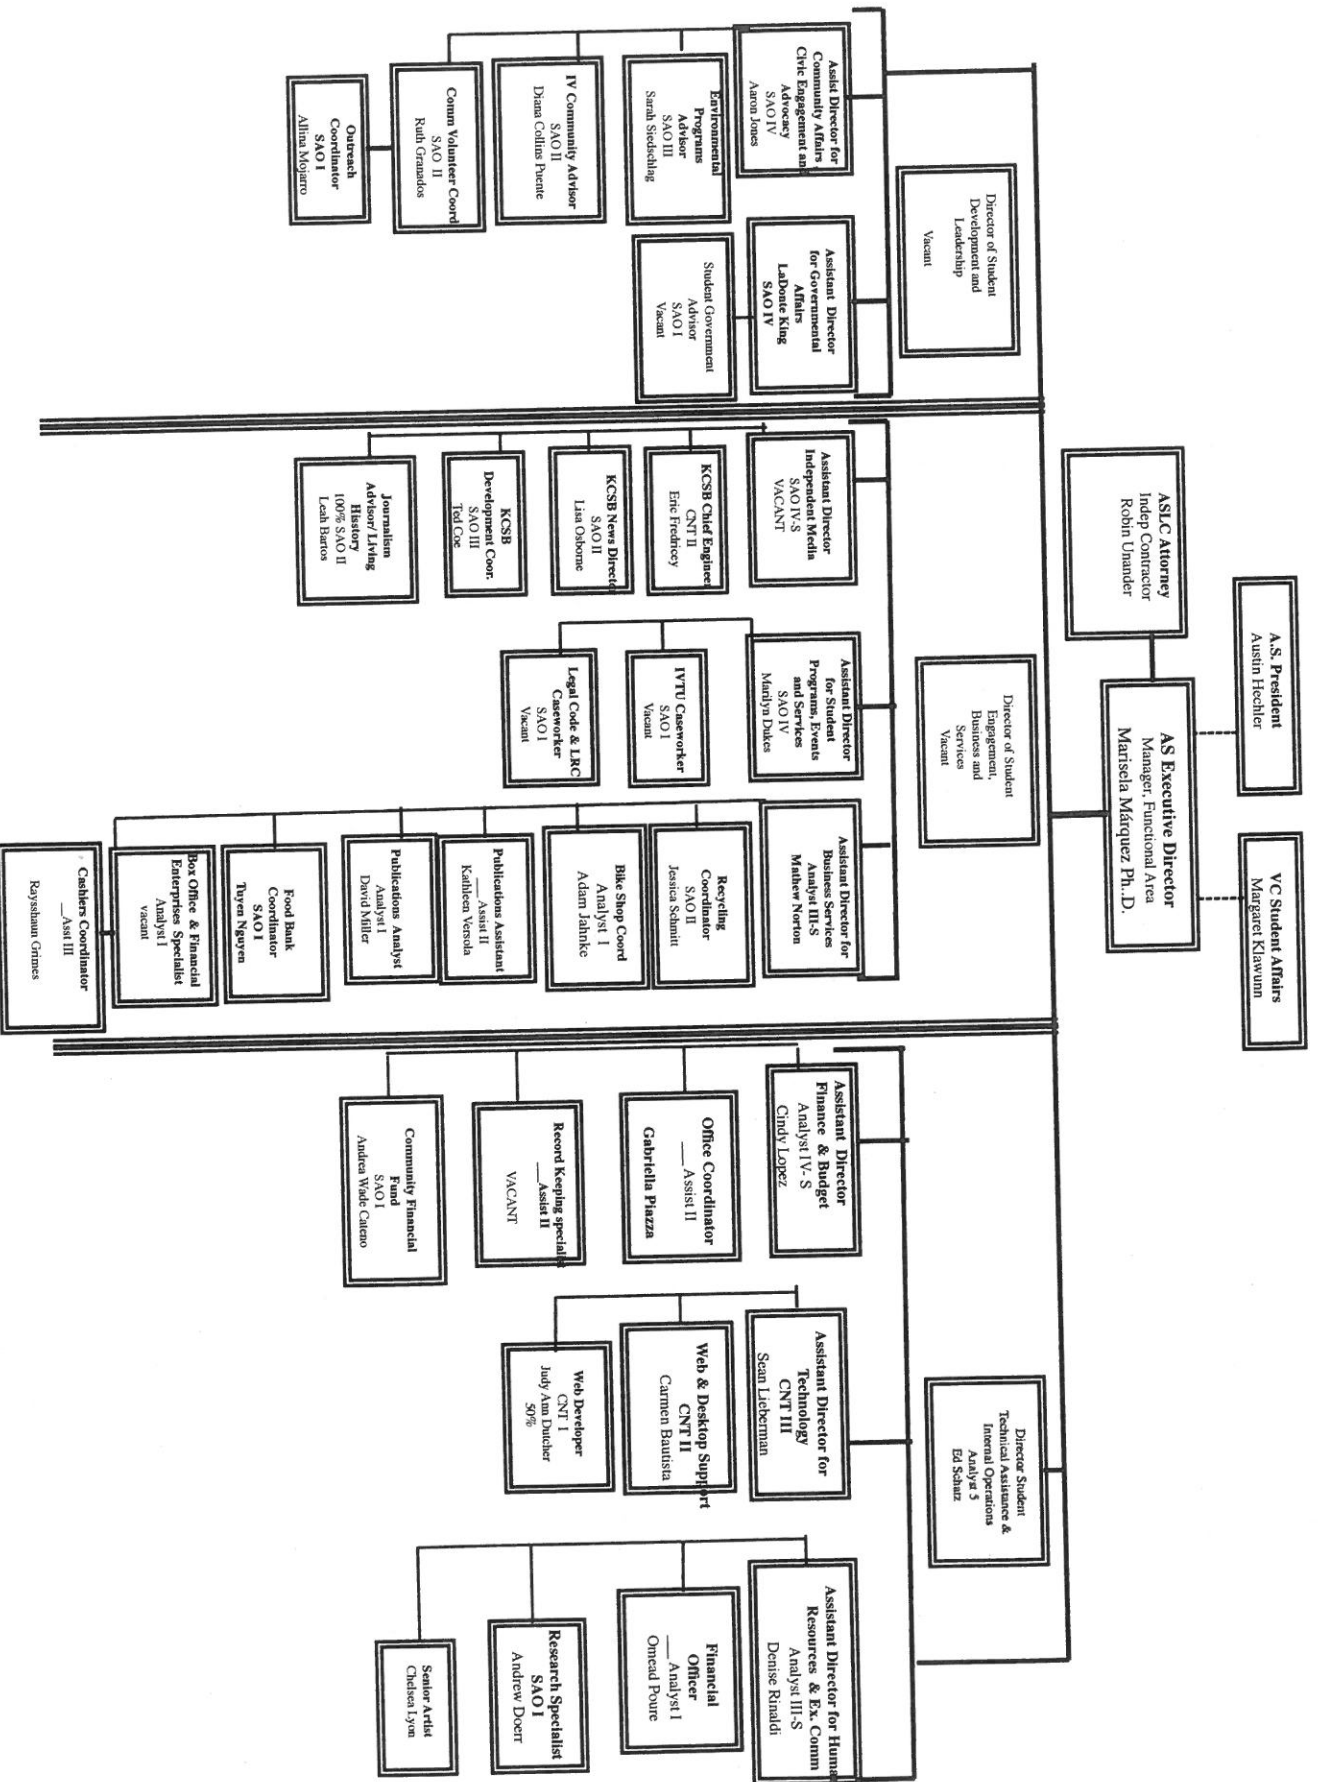 A.S. President
Austin Hechler
VC Student Affairs
Margaret Klawunn
ASLC Attorney
Indep Contractor
Robin Unander
AS Executive Director
Manager, Functional Area
Marisela Márquez Ph..D.
Director of Student
Development and
Leadership
Vacant
Director of Student
Engagement,
Business and
Services
Vacant
Director Student
Technical Assistance &
Internal Operations
Analyst 5
Ed Schatz
Assist Director for
Community Affairs
Civic Engagement and
Advocacy
SAO IV
Aaron Jones
Environmental
Programs
Advisor
SAO III
Sarah Siedschlag
IV Community Advisor
SAO II
Diana Collins Puente
Comm Volunteer Coord
SAO II
Ruth Granados
Outreach
Coordinator
SAO I
Allina Mojarro
Assistant Director
for Governmental
Affairs
LaDonte King
SAO IV
Student Government
Advisor
SAO I
Vacant
Assistant Director
Independent Media
SAO IV-S
VACANT
KCSB Chief Engineer
CNT II
Eric Fredricey
KCSB News Directo
SAO II
Lisa Osborne
KCSB
Development Coor.
SAO III
Ted Coe
Journalism
Advisor/ Living
Hisstory
100% SAO II
Leah Bartos
Assistant Director
for Student
Programs, Events
and Services
SAO IV
Marilyn Dukes
IVTU Caseworker
SAO I
Vacant
Legal Code & LRC
Caseworker
SAO I
Vacant
Assistant Director for
Business Services
Analyst III-S
Mathew Norton
Recycling
Coordinator
SAO II
Jessica Schmitt
Bike Shop Coord
Analyst I
Adam Jahnke
Publications Assistant
___ Assist II
Kathleen Versola
Publications Analyst
Analyst I
David Miller
Food Bank
Coordinator
SAO I
Tuyen Nguyen
Box Office & Financial
Enterprises Specialist
Analyst I
vacant
Cashiers Coordinator
__Asst III
Raysshaun Grimes
Assistant Director
Finance & Budget
Analyst IV- S
Cindy Lopez
Office Coordinator
___ Assist II
Gabriella Piazza
Record Keeping specialist
___Assist II
VACANT
Community Financial
Fund
SAO I
Andrea Wade Cateno
Assistant Director for
Technology
CNT III
Sean Lieberman
Web & Desktop Support
CNT II
Carmen Bautista
Web Developer
CNT I
Judy Ann Dutcher
50%
Assistant Director for Huma
Resources & Ex. Comm
Analyst III-S
Denise Rinaldi
Financial
Officer
___ Analyst I
Omead Poure
Research Specialist
SAO I
Andrew Doerr
Senior Artist
Chelsea Lyon